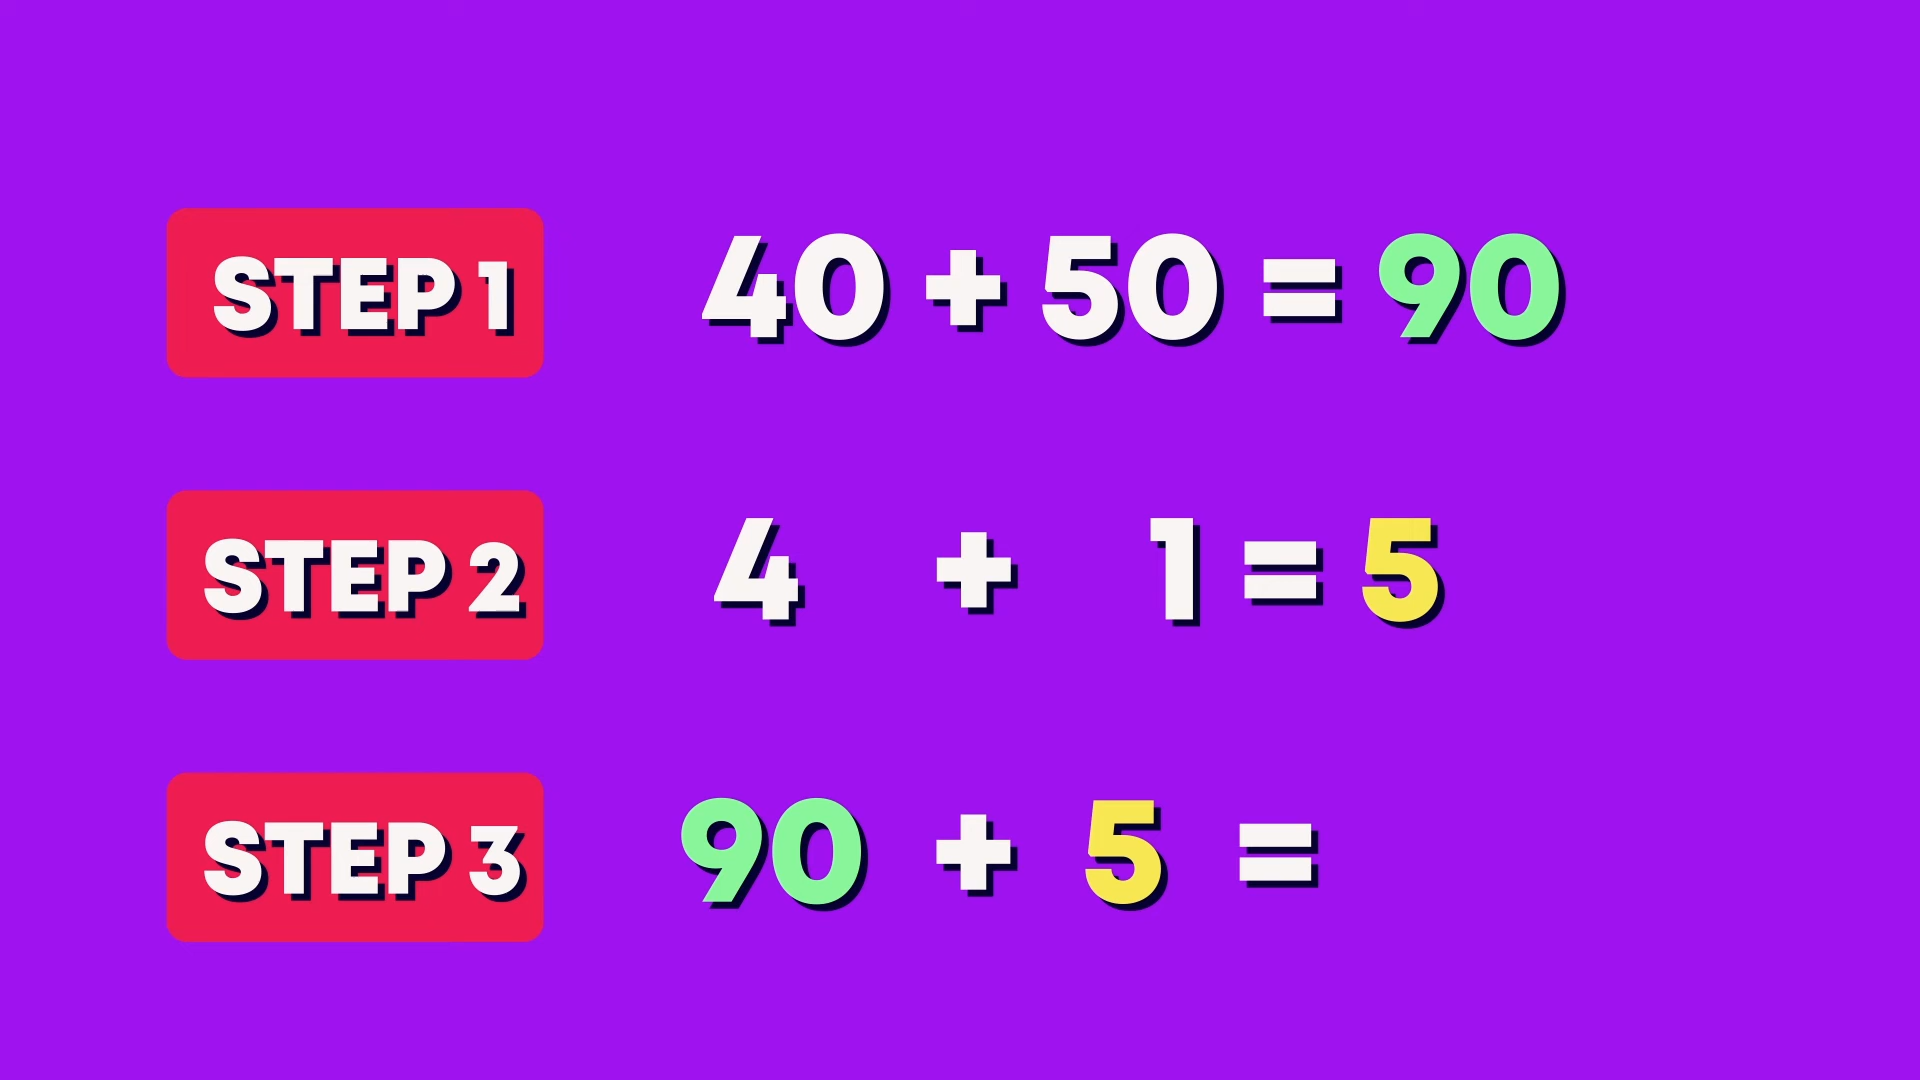 STEP 1 40 + 50 = 90
STEP 2 4 + 1 = 5
STEP 3 90 + 5 =